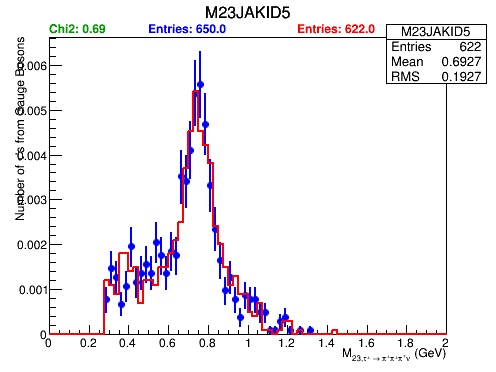 M23JAKID5
Chi2: 0.69 Entries: 650.0 Entries: 622.0
M23JAKID5
Entries 622
Mean 0.6927
RMS 0.1927
Number of from Gauge Bosons
0.006
0.005
0.004
0.003
0.002
0.001
0
0 0.2 0.4 0.6 0.8 1 1.2 1.4 1.6 1.8 2
M23,τ⁺→π⁺π±π⁺ν (GeV)